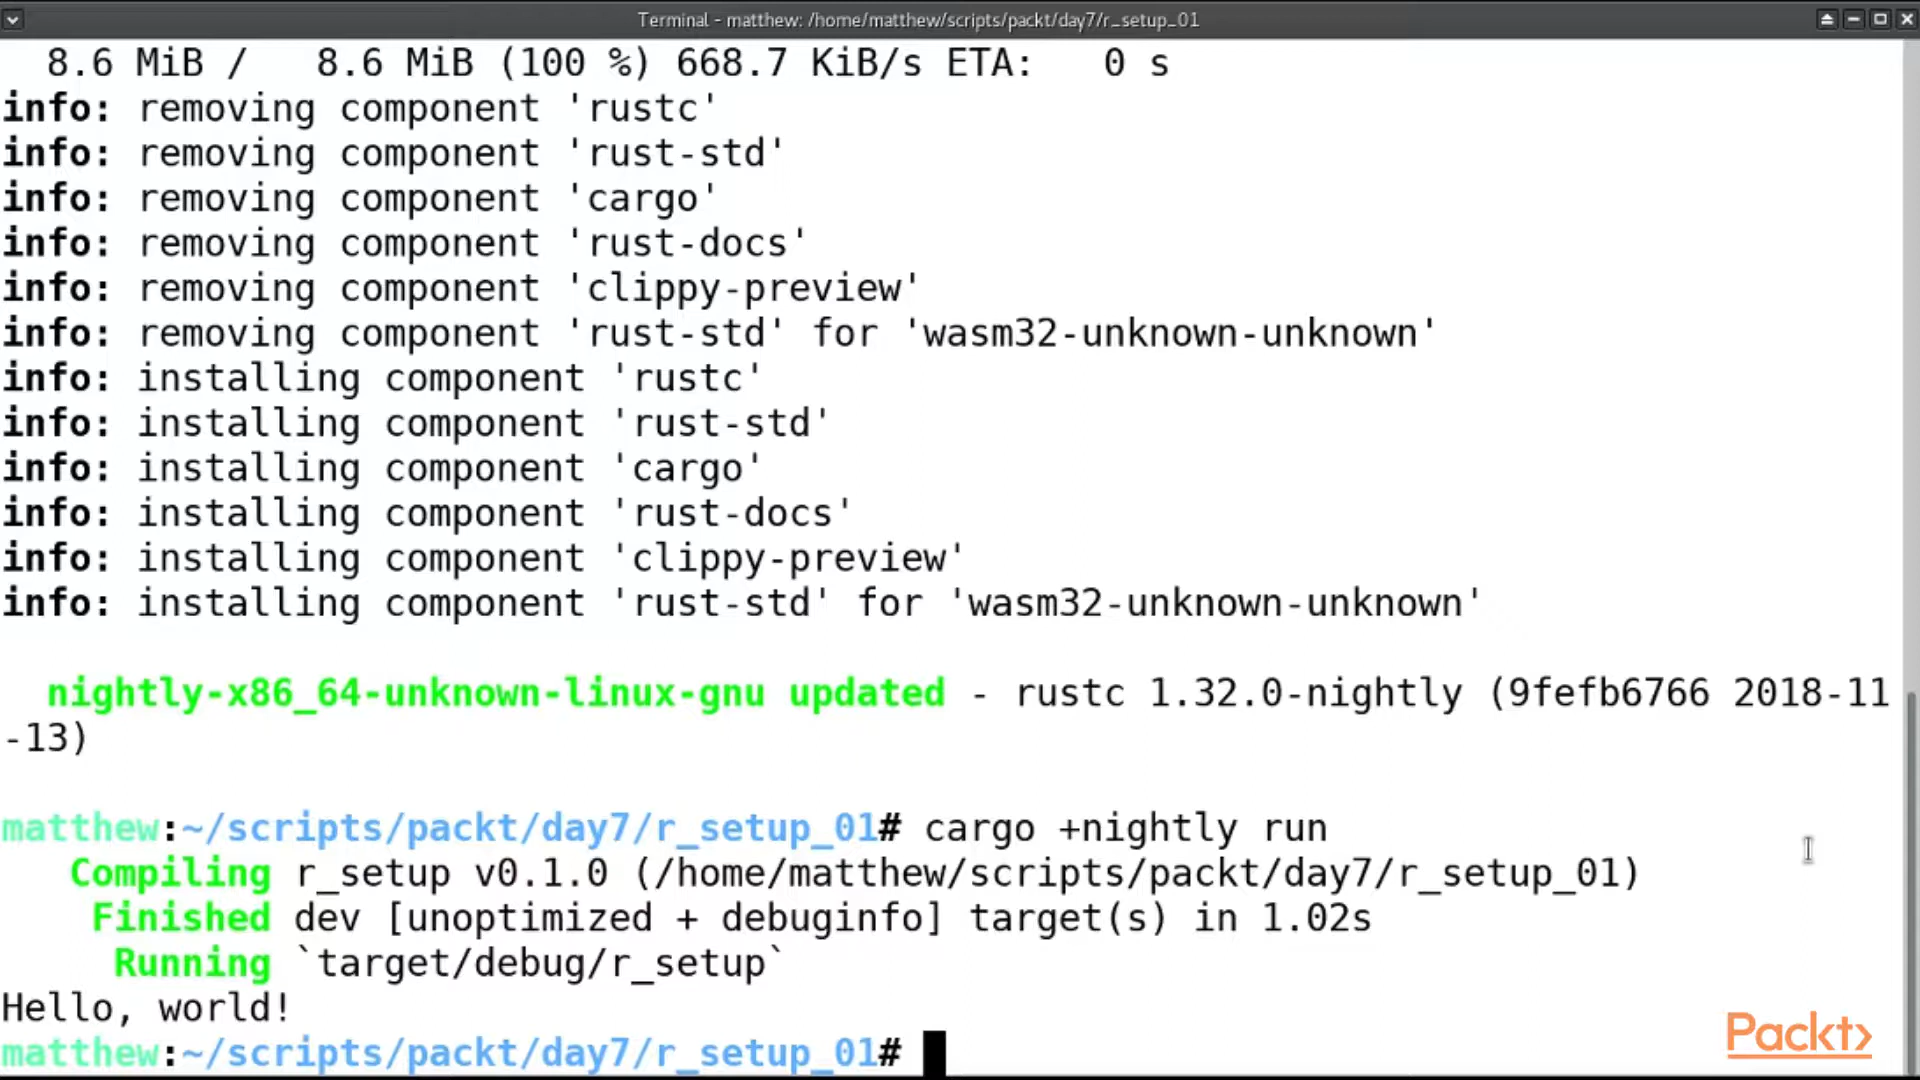 Terminal - matthew: /home/matthew/scripts/packt/day7/r_setup_01
8.6 MiB /   8.6 MiB (100 %) 668.7 KiB/s ETA:   0 s
info: removing component 'rustc'
info: removing component 'rust-std'
info: removing component 'cargo'
info: removing component 'rust-docs'
info: removing component 'clippy-preview'
info: removing component 'rust-std' for 'wasm32-unknown-unknown'
info: installing component 'rustc'
info: installing component 'rust-std'
info: installing component 'cargo'
info: installing component 'rust-docs'
info: installing component 'clippy-preview'
info: installing component 'rust-std' for 'wasm32-unknown-unknown'
nightly-x86_64-unknown-linux-gnu updated - rustc 1.32.0-nightly (9fefb6766 2018-11
-13)
matthew:~/scripts/packt/day7/r_setup_01# cargo +nightly run
Compiling r_setup v0.1.0 (/home/matthew/scripts/packt/day7/r_setup_01)
Finished dev [unoptimized + debuginfo] target(s) in 1.02s
Running `target/debug/r_setup`
Hello, world!
matthew:~/scripts/packt/day7/r_setup_01#
Packt>